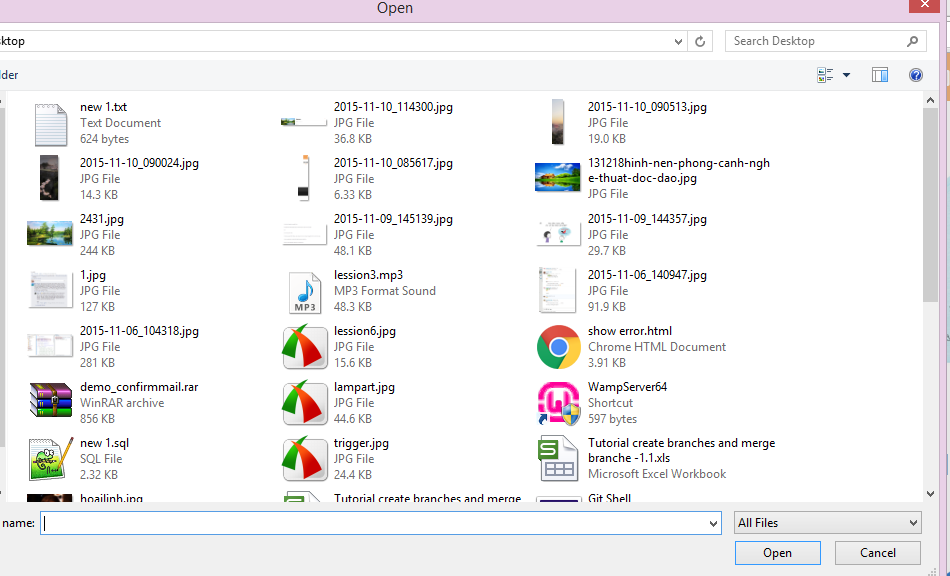 Open
sktop
Search Desktop
lder
new 1.txt
Text Document
624 bytes
2015-11-10_114300.jpg
JPG File
36.8 KB
2015-11-10_090513.jpg
JPG File
19.0 KB
2015-11-10_090024.jpg
JPG File
14.3 KB
2015-11-10_085617.jpg
JPG File
6.33 KB
131218hinh-nen-phong-canh-ngh
e-thuat-doc-dao.jpg
JPG File
2431.jpg
JPG File
244 KB
2015-11-09_145139.jpg
JPG File
48.1 KB
2015-11-09_144357.jpg
JPG File
29.7 KB
1.jpg
JPG File
127 KB
MP3
lession3.mp3
MP3 Format Sound
48.3 KB
2015-11-06_140947.jpg
JPG File
91.9 KB
2015-11-06_104318.jpg
JPG File
281 KB
lession6.jpg
JPG File
15.6 KB
show error.html
Chrome HTML Document
3.91 KB
demo_confirmmail.rar
WinRAR archive
856 KB
lampart.jpg
JPG File
44.6 KB
WampServer64
Shortcut
597 bytes
new 1.sql
SQL File
2.32 KB
trigger.jpg
JPG File
24.4 KB
S
Tutorial create branches and merge
branche -1.1.xls
Microsoft Excel Workbook
hoailinh.jpg
Tutorial create branches and merge
Git Shell
name:
All Files
Open
Cancel